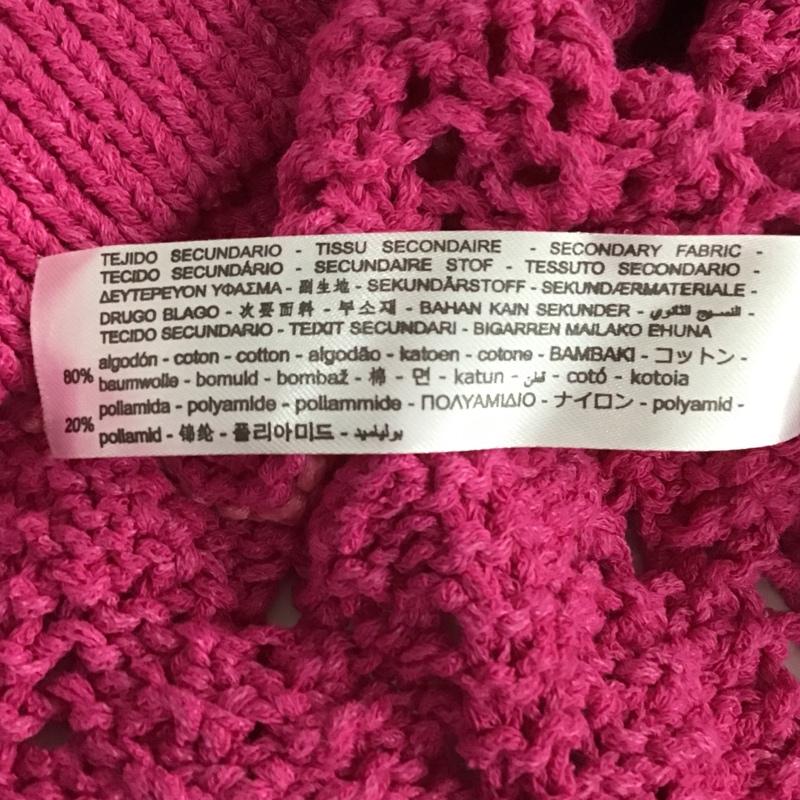 TEJIDO SECUNDARIO - TISSU SECONDAIRE - SECONDARY FABRIC -
TECIDO SECUNDÁRIO - SECUNDAIRE STOF - TESSUTO SECONDARIO -
ΔΕΥΤΕΡΕΥΟΝ ΥΦΑΣΜΑ - 副生地 - SEKUNDÄRSTOFF - SEKUNDÆRMATERIALE -
DRUGO BLAGO - 次要面料 - 부소재 - BAHAN KAIN SEKUNDER - النسيج الثانوي -
TECIDO SECUNDARIO - TEIXIT SECUNDARI - BIGARREN MAILAKO EHUNA
80% algodón - coton - cotton - algodão - katoen - cotone - BAMBAKI - コットン -
baumwolle - bomuld - bombaž - 棉 - 면 - katun - قطن - cotó - kotoia
20% poliamida - polyamide - poliammide - ΠΟΛΥΑΜΙΔΙΟ - ナイロン - polyamid -
poliamid - 锦纶 - 폴리아미드 - بوليأميد